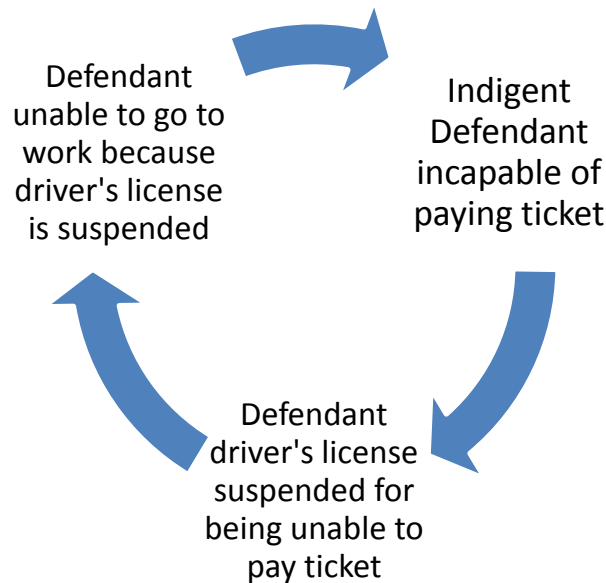 Defendant
unable to go to
work because
driver's license
is suspended
Indigent
Defendant
incapable of
paying ticket
Defendant
driver's license
suspended for
being unable to
pay ticket